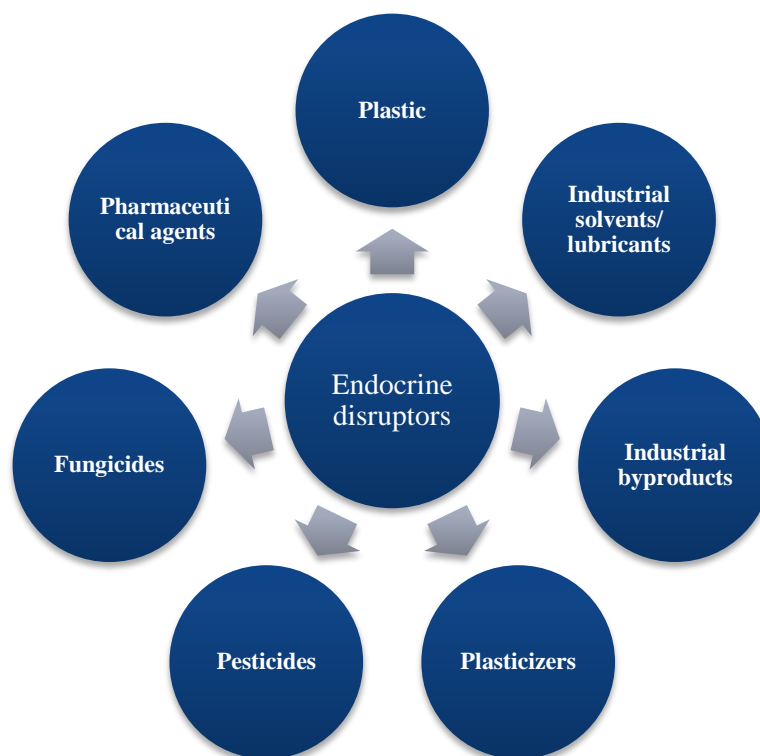 Plastic
Industrial
solvents/
lubricants
Industrial
byproducts
Plasticizers
Pesticides
Fungicides
Pharmaceuti
cal agents
Endocrine
disruptors